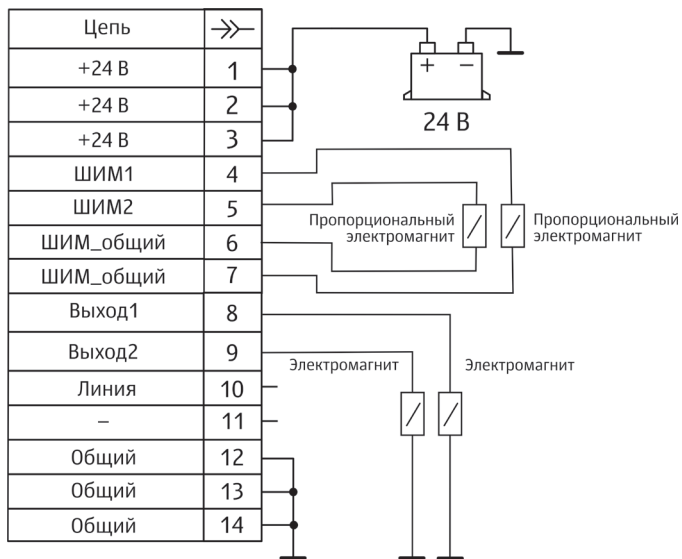 Цепь
+24 В 1
+24 В 2
+24 В 3
ШИМ1 4
ШИМ2 5
ШИМ_общий 6
ШИМ_общий 7
Выход1 8
Выход2 9
Линия 10
– 11
Общий 12
Общий 13
Общий 14
+ –
24 В
Пропорциональный
электромагнит
Пропорциональный
электромагнит
Электромагнит
Электромагнит